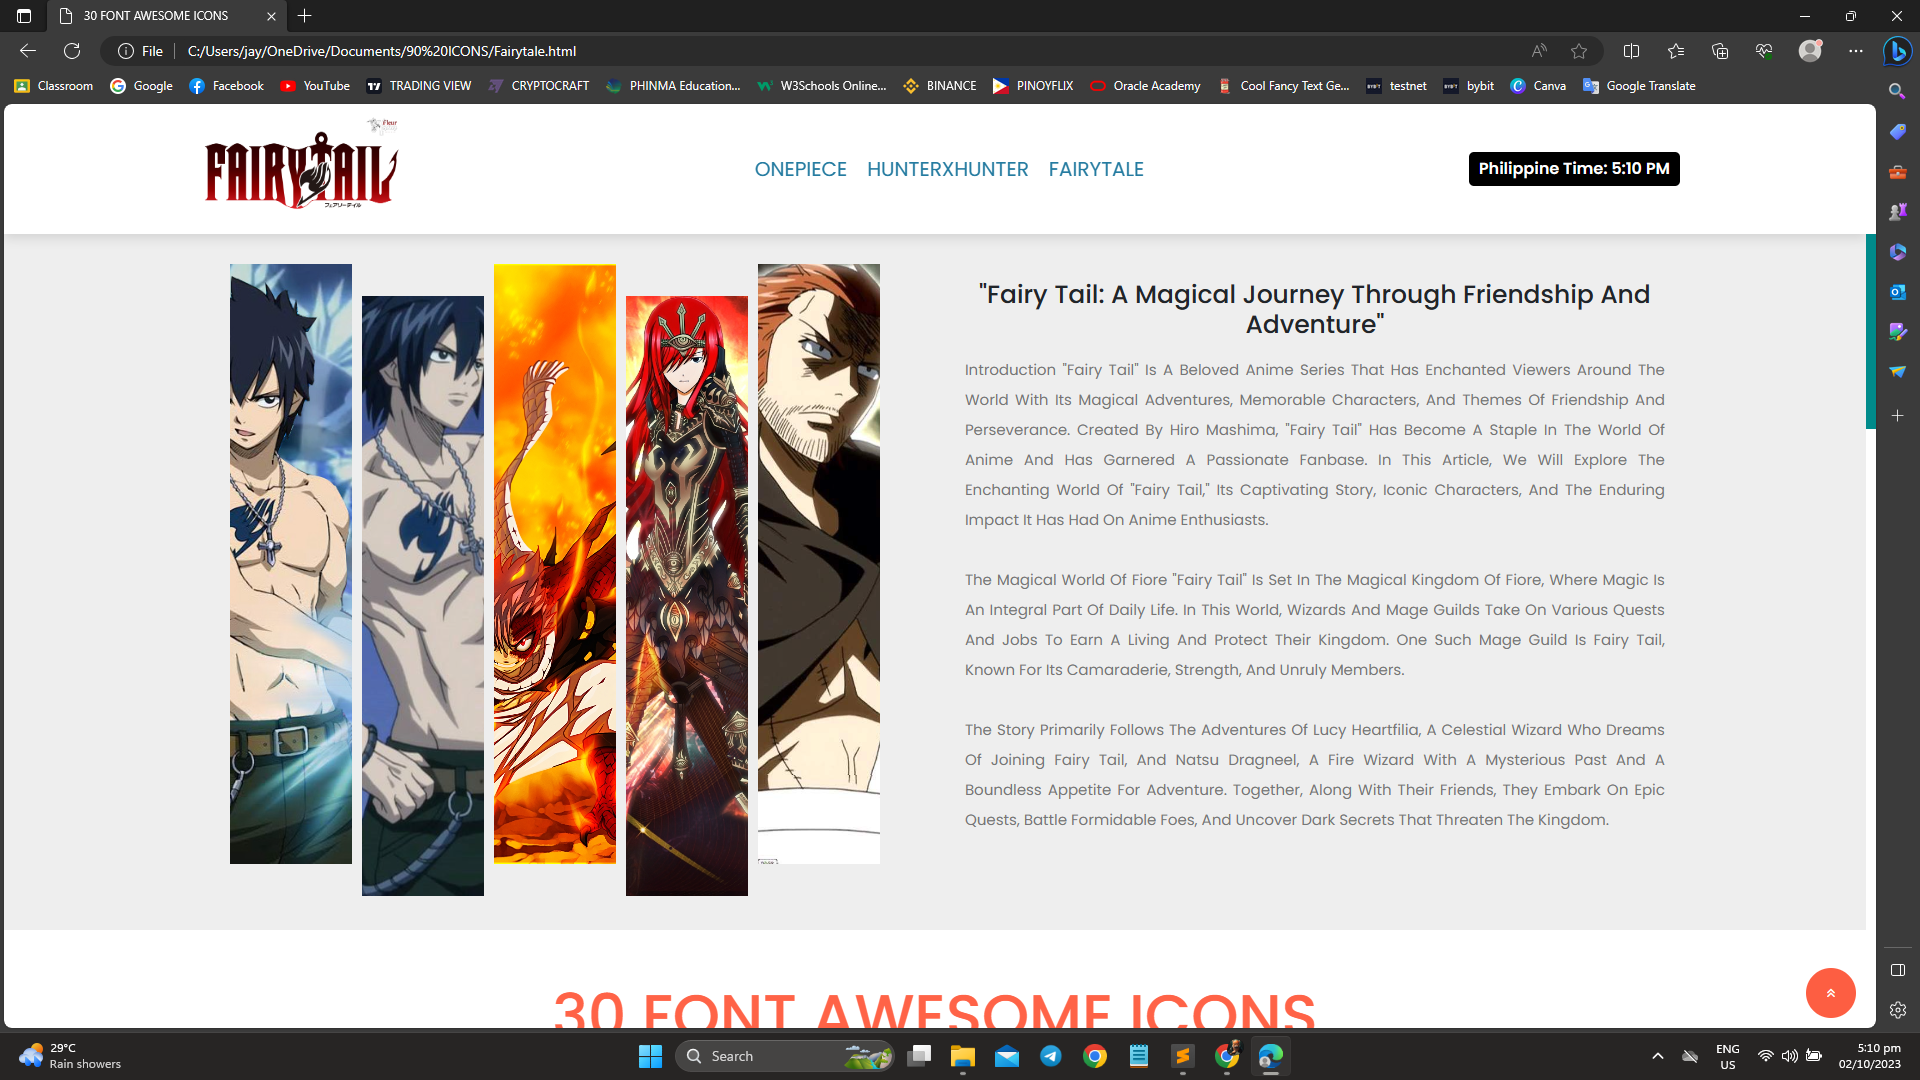 30 FONT AWESOME ICONS
File
C:/Users/jay/OneDrive/Documents/90%20ICONS/Fairytale.html
Classroom
Google
Facebook
YouTube
TRADING VIEW
CRYPTOCRAFT
PHINMA Education...
W3Schools Online...
BINANCE
PINOYFLIX
Oracle Academy
Cool Fancy Text Ge...
testnet
bybit
Canva
Google Translate
Fleur
FAIRY TAIL
フェアリーテイル
ONEPIECE
HUNTERXHUNTER
FAIRYTALE
Philippine Time: 5:10 PM
"Fairy Tail: A Magical Journey Through Friendship And
Adventure"
Introduction "Fairy Tail" Is A Beloved Anime Series That Has Enchanted Viewers Around The
World With Its Magical Adventures, Memorable Characters, And Themes Of Friendship And
Perseverance. Created By Hiro Mashima, "Fairy Tail" Has Become A Staple In The World Of
Anime And Has Garnered A Passionate Fanbase. In This Article, We Will Explore The
Enchanting World Of "Fairy Tail," Its Captivating Story, Iconic Characters, And The Enduring
Impact It Has Had On Anime Enthusiasts.
The Magical World Of Fiore "Fairy Tail" Is Set In The Magical Kingdom Of Fiore, Where Magic Is
An Integral Part Of Daily Life. In This World, Wizards And Mage Guilds Take On Various Quests
And Jobs To Earn A Living And Protect Their Kingdom. One Such Mage Guild Is Fairy Tail,
Known For Its Camaraderie, Strength, And Unruly Members.
The Story Primarily Follows The Adventures Of Lucy Heartfilia, A Celestial Wizard Who Dreams
Of Joining Fairy Tail, And Natsu Dragneel, A Fire Wizard With A Mysterious Past And A
Boundless Appetite For Adventure. Together, Along With Their Friends, They Embark On Epic
Quests, Battle Formidable Foes, And Uncover Dark Secrets That Threaten The Kingdom.
30 FONT AWESOME ICONS
29°C
Rain showers
Search
ENG
US
5:10 pm
02/10/2023